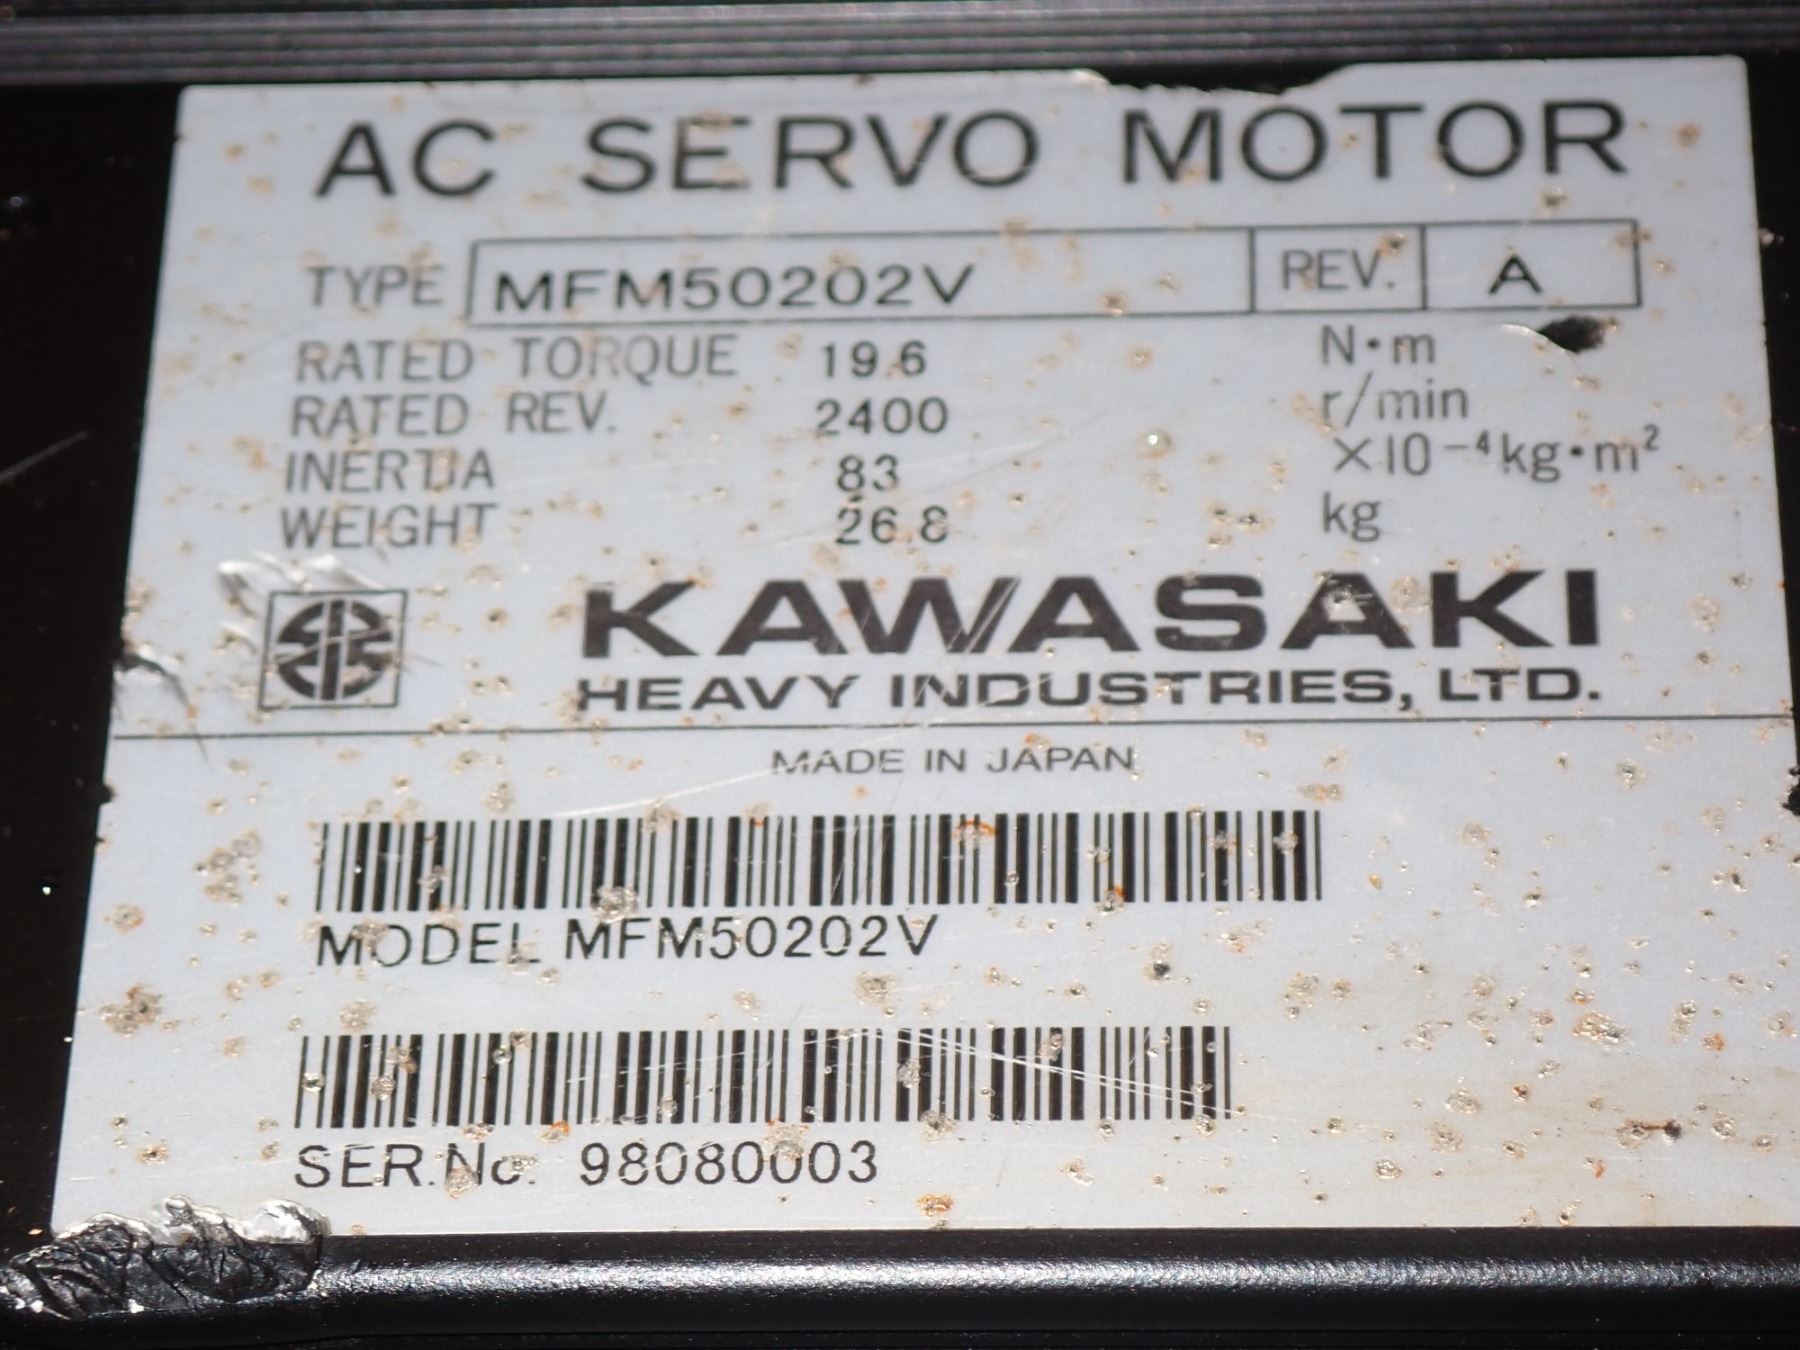 AC SERVO MOTOR
TYPE MFM50202V REV. A
RATED TORQUE 19.6 N·m
RATED REV. 2400 r/min
INERTIA 83 ×10⁻⁴kg·m²
WEIGHT 26.8 kg
KAWASAKI
HEAVY INDUSTRIES, LTD.
MADE IN JAPAN
MODEL MFM50202V
SER.No. 98080003